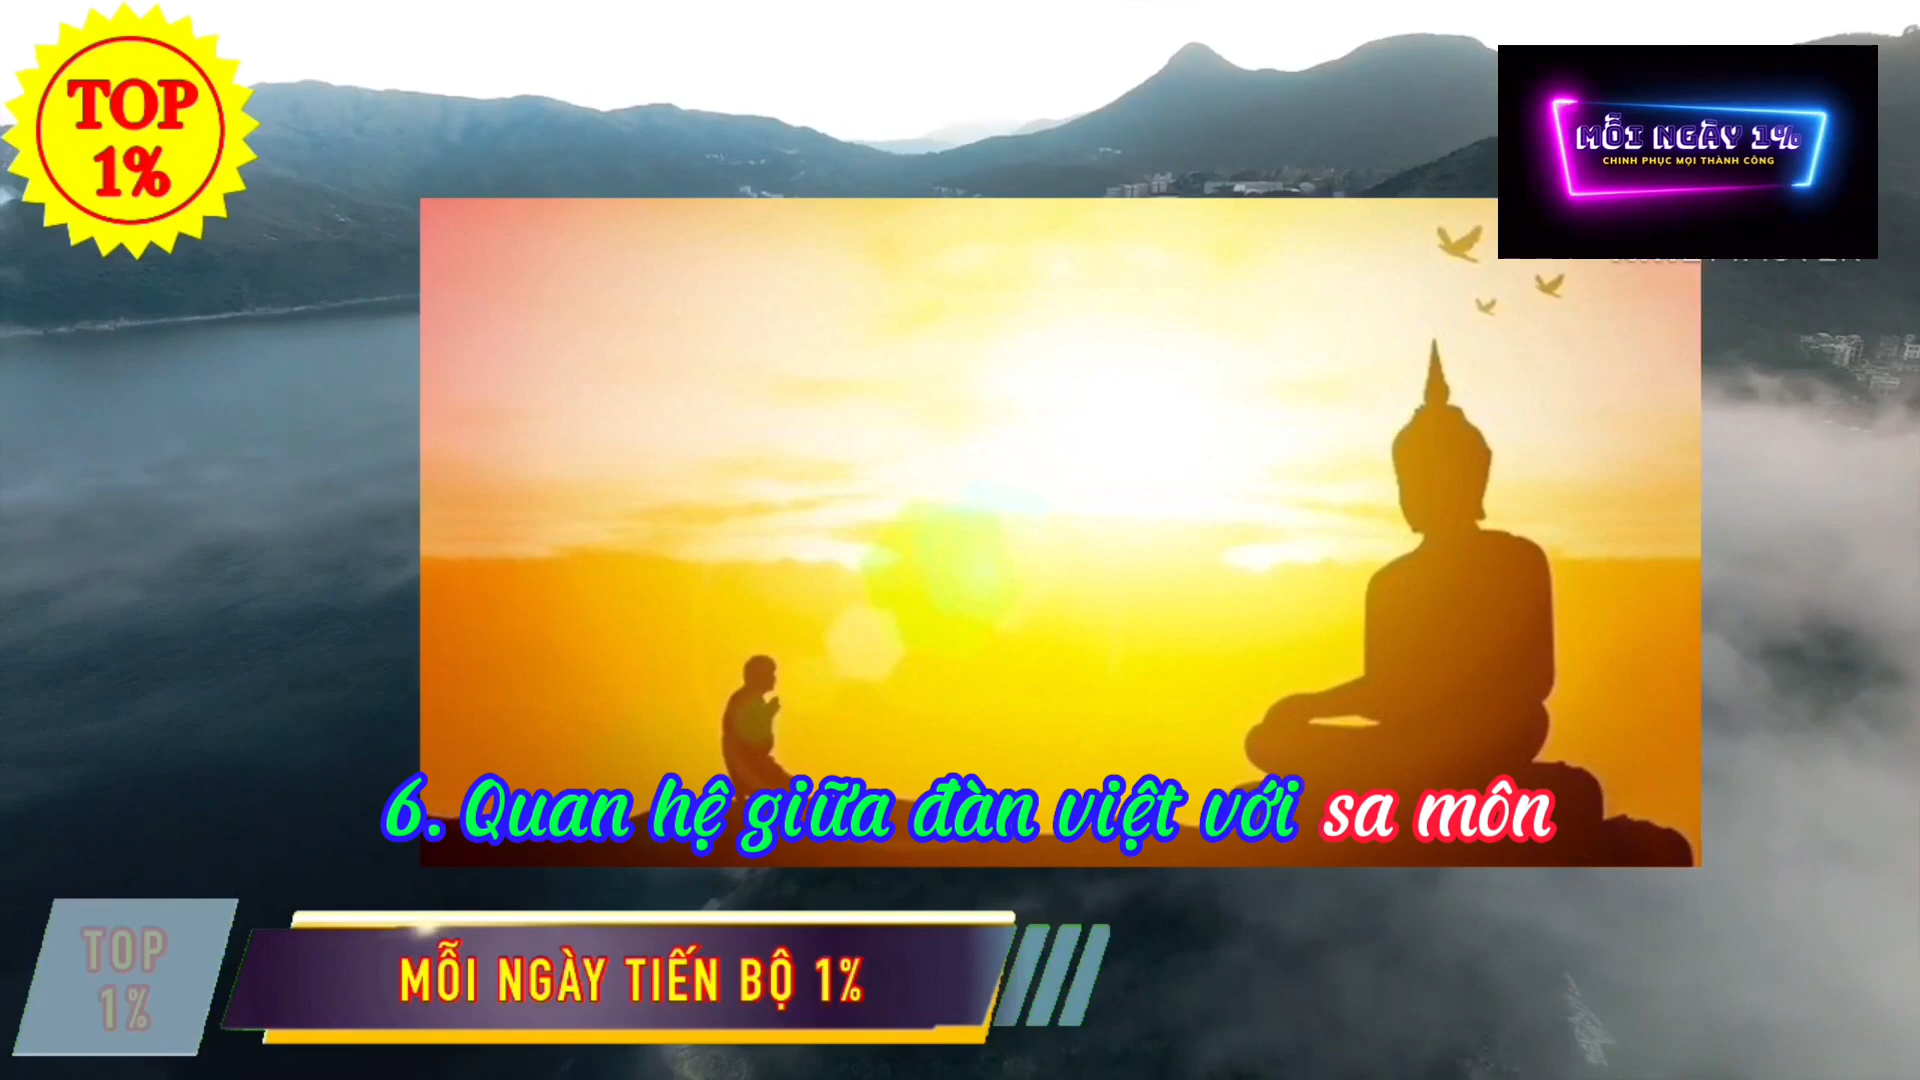 TOP
1%
MỖI NGÀY 1%
CHINH PHỤC MỌI THÀNH CÔNG
6. Quan hệ giữa đàn việt với sa môn
TOP
1%
MỖI NGÀY TIẾN BỘ 1%